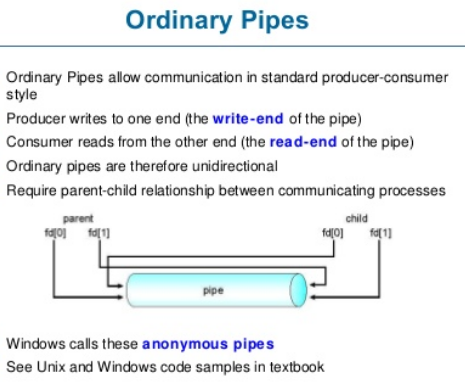 Ordinary Pipes
Ordinary Pipes allow communication in standard producer-consumer
style
Producer writes to one end (the write-end of the pipe)
Consumer reads from the other end (the read-end of the pipe)
Ordinary pipes are therefore unidirectional
Require parent-child relationship between communicating processes
parent child
fd[0] fd[1] fd[0] fd[1]
pipe
Windows calls these anonymous pipes
See Unix and Windows code samples in textbook